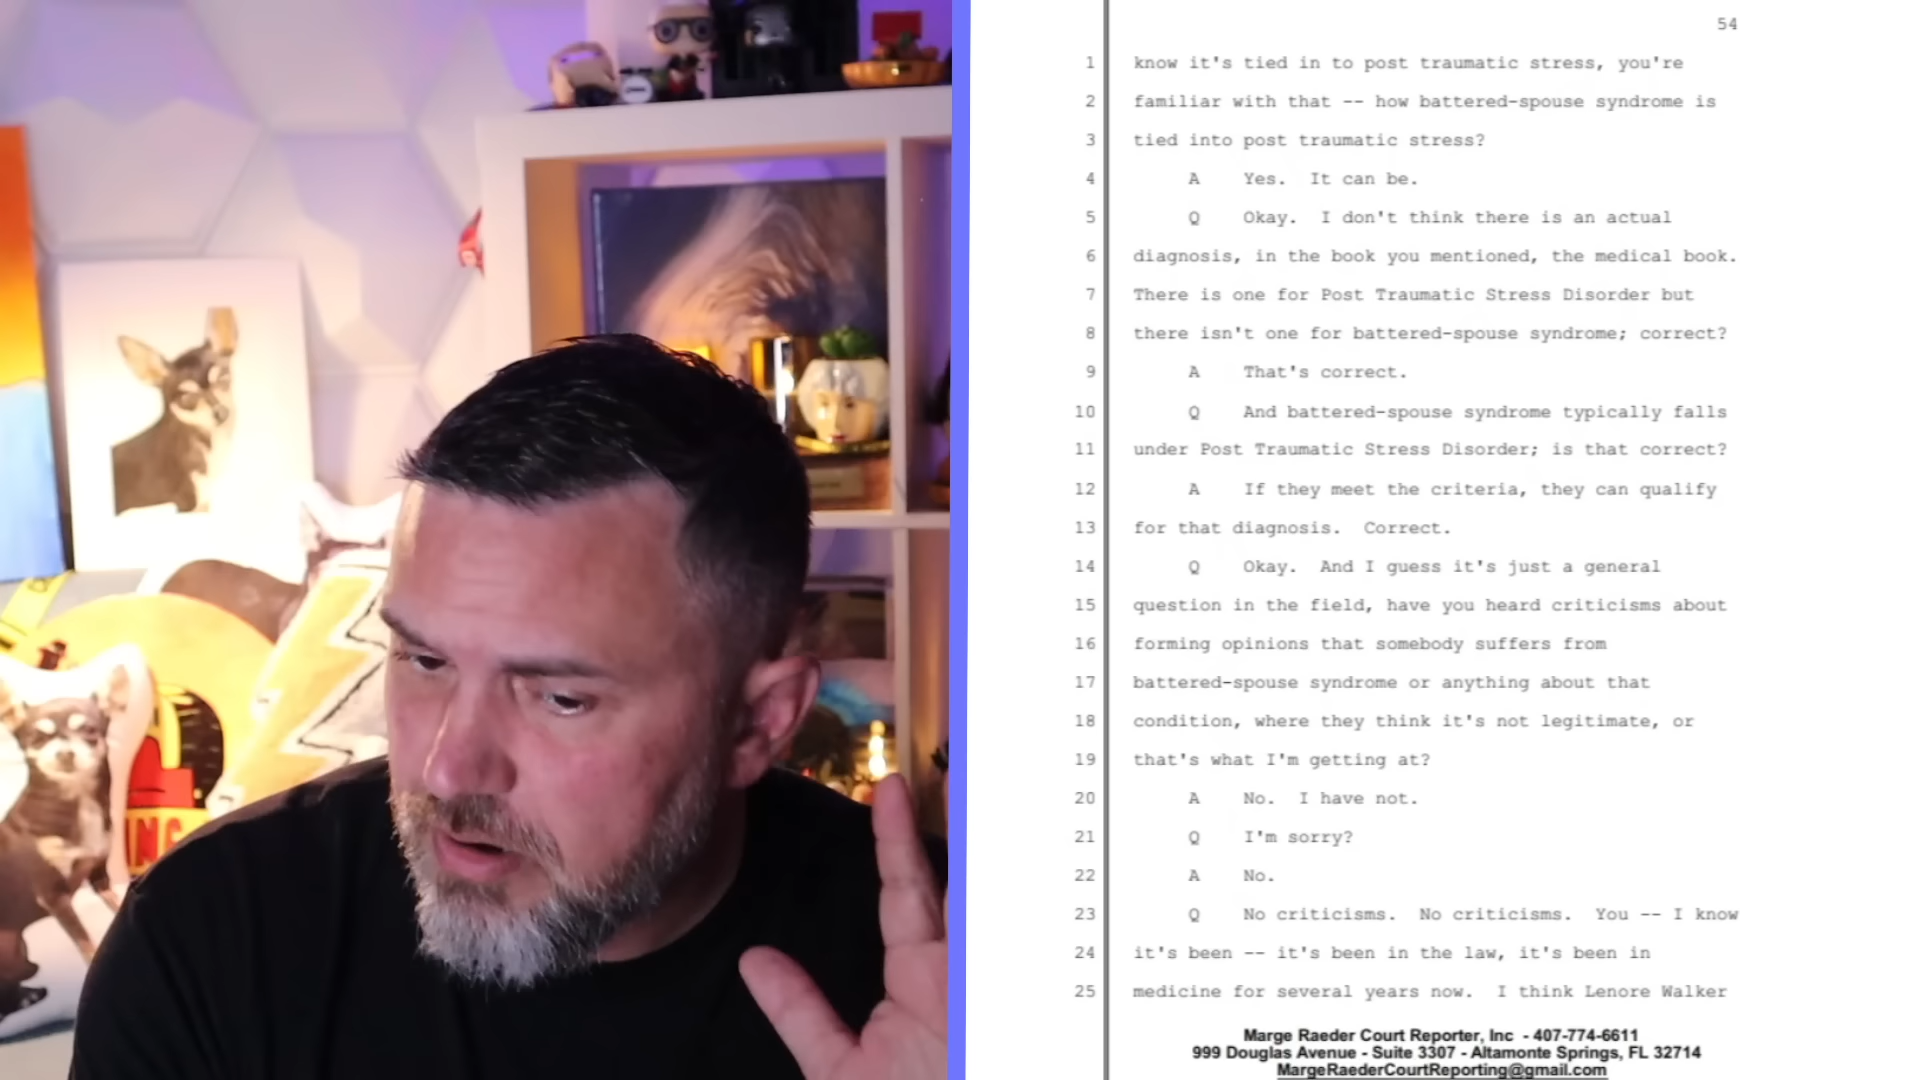 54
1 know it's tied in to post traumatic stress, you're
2 familiar with that -- how battered-spouse syndrome is
3 tied into post traumatic stress?
4 A Yes. It can be.
5 Q Okay. I don't think there is an actual
6 diagnosis, in the book you mentioned, the medical book.
7 There is one for Post Traumatic Stress Disorder but
8 there isn't one for battered-spouse syndrome; correct?
9 A That's correct.
10 Q And battered-spouse syndrome typically falls
11 under Post Traumatic Stress Disorder; is that correct?
12 A If they meet the criteria, they can qualify
13 for that diagnosis. Correct.
14 Q Okay. And I guess it's just a general
15 question in the field, have you heard criticisms about
16 forming opinions that somebody suffers from
17 battered-spouse syndrome or anything about that
18 condition, where they think it's not legitimate, or
19 that's what I'm getting at?
20 A No. I have not.
21 Q I'm sorry?
22 A No.
23 Q No criticisms. No criticisms. You -- I know
24 it's been -- it's been in the law, it's been in
25 medicine for several years now. I think Lenore Walker
Marge Raeder Court Reporter, Inc - 407-774-6611
999 Douglas Avenue - Suite 3307 - Altamonte Springs, FL 32714
MargeRaederCourtReporting@gmail.com